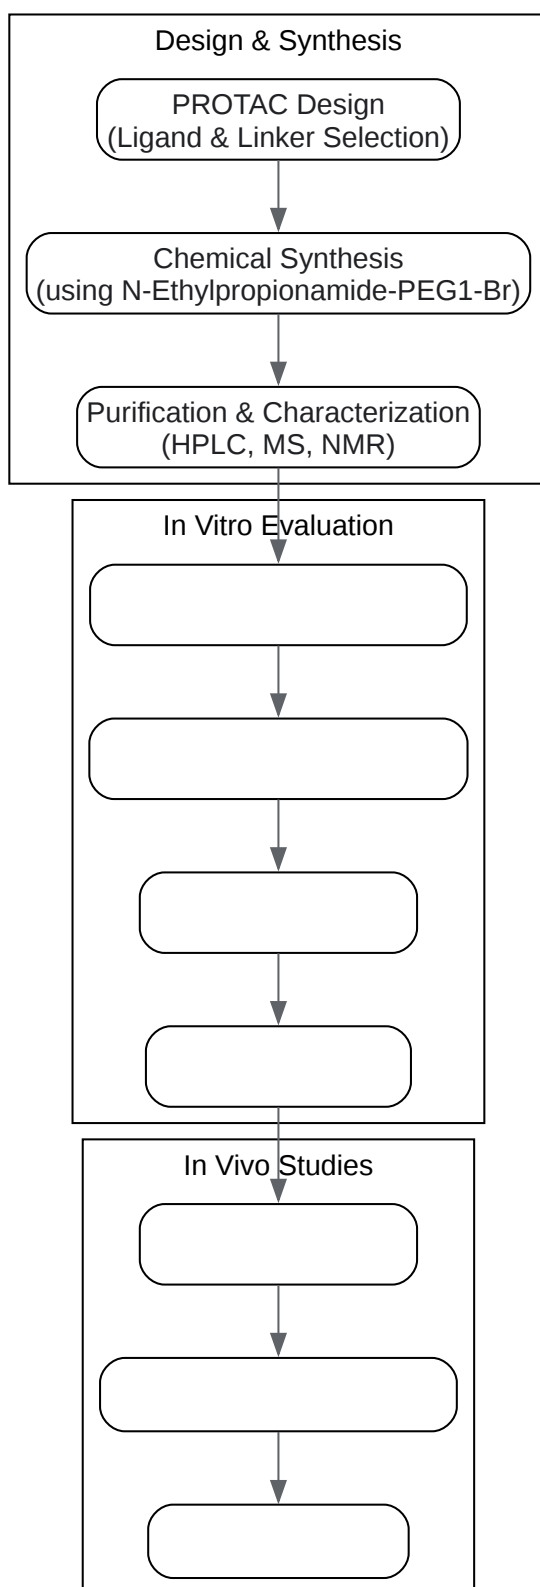 Design & Synthesis
PROTAC Design
(Ligand & Linker Selection)
Chemical Synthesis
(using N-Ethylpropionamide-PEG1-Br)
Purification & Characterization
(HPLC, MS, NMR)
In Vitro Evaluation
In Vivo Studies